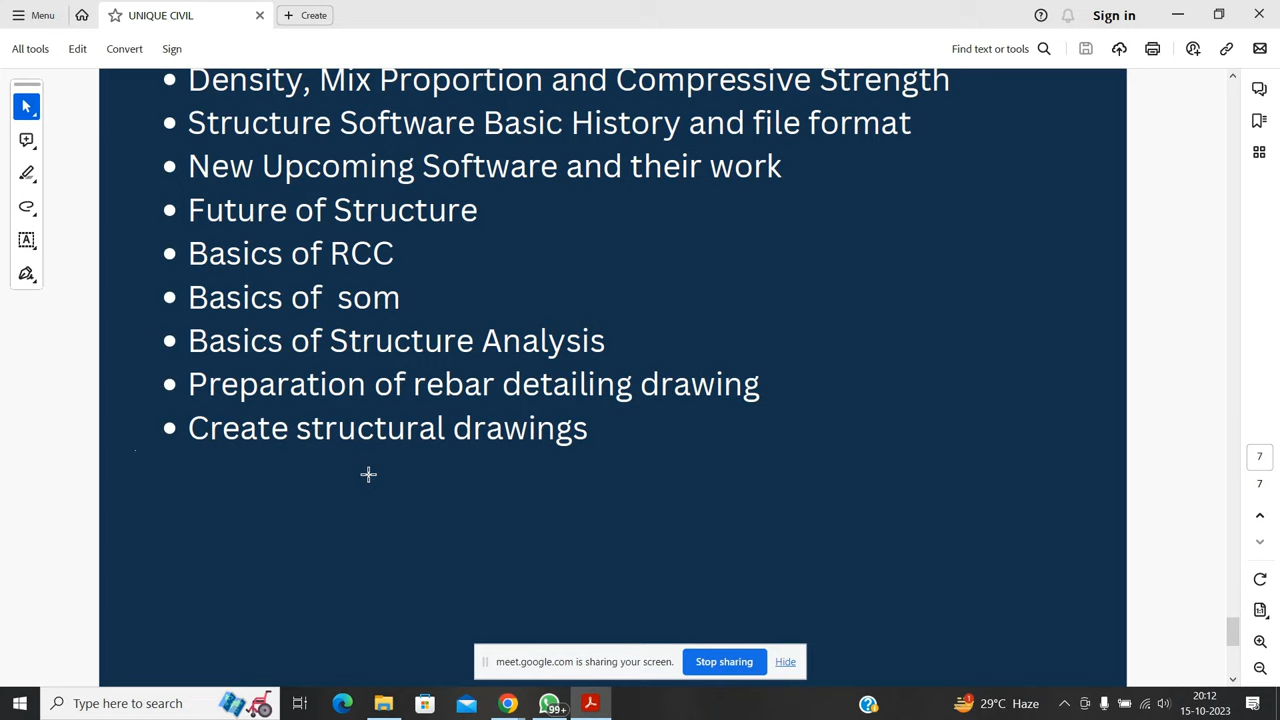 Menu
UNIQUE CIVIL
Create
Sign in
All tools
Edit
Convert
Sign
Find text or tools
• Density, Mix Proportion and Compressive Strength
• Structure Software Basic History and file format
• New Upcoming Software and their work
• Future of Structure
• Basics of RCC
• Basics of  som
• Basics of Structure Analysis
• Preparation of rebar detailing drawing
• Create structural drawings
7
7
meet.google.com is sharing your screen.
Stop sharing
Hide
Type here to search
99+
1
29°C Haze
20:12
15-10-2023
3